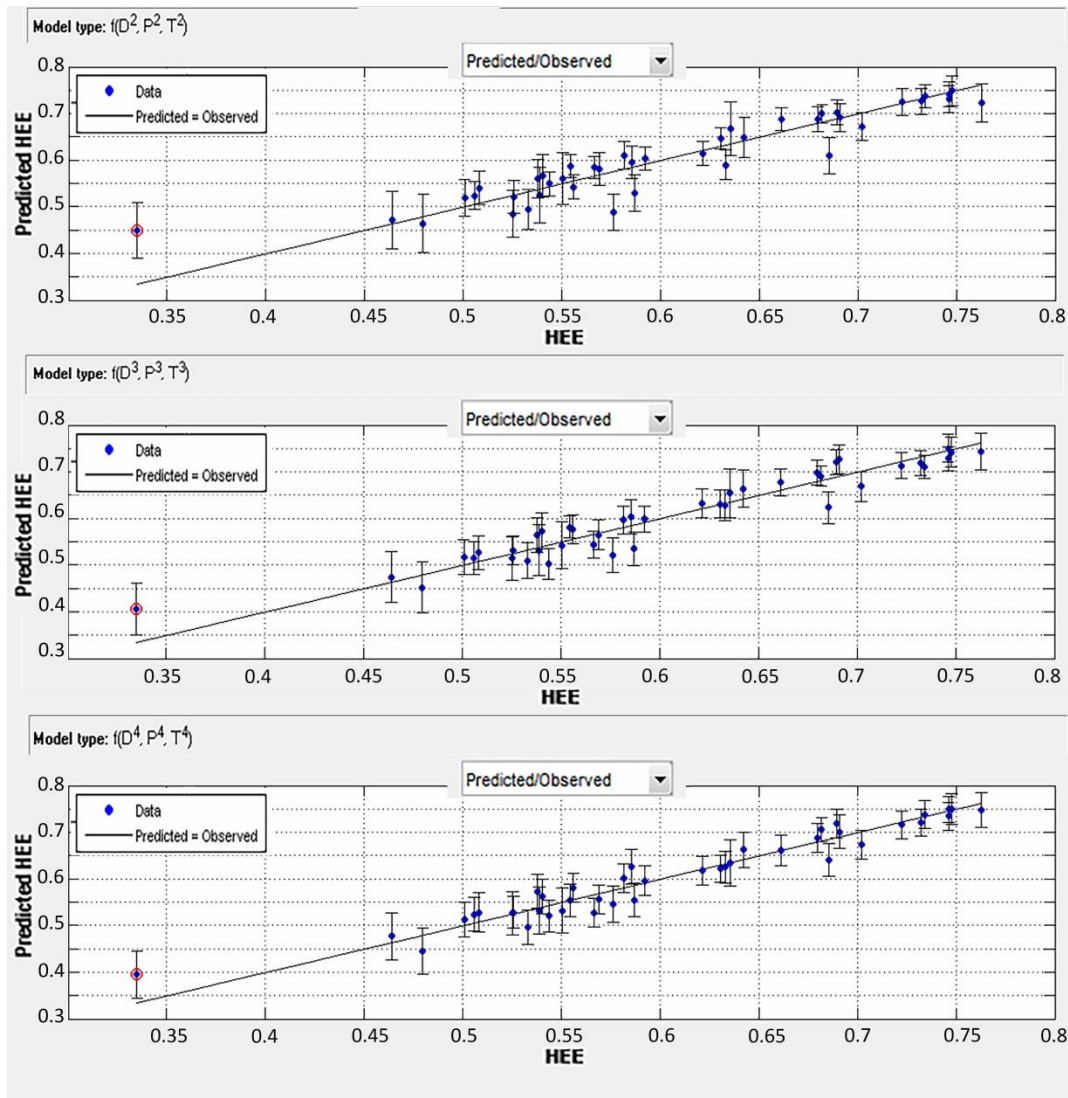 Model type: f(D², P², T²)
Predicted/Observed
0.8
0.7
0.6
0.5
0.4
0.3
Data
Predicted = Observed
Predicted HEE
0.35 0.4 0.45 0.5 0.55 0.6 0.65 0.7 0.75 0.8
HEE
Model type: f(D³, P³, T³)
Predicted/Observed
0.8
0.7
0.6
0.5
0.4
0.3
Data
Predicted = Observed
Predicted HEE
0.35 0.4 0.45 0.5 0.55 0.6 0.65 0.7 0.75 0.8
HEE
Model type: f(D⁴, P⁴, T⁴)
Predicted/Observed
0.8
0.7
0.6
0.5
0.4
0.3
Data
Predicted = Observed
Predicted HEE
0.35 0.4 0.45 0.5 0.55 0.6 0.65 0.7 0.75 0.8
HEE